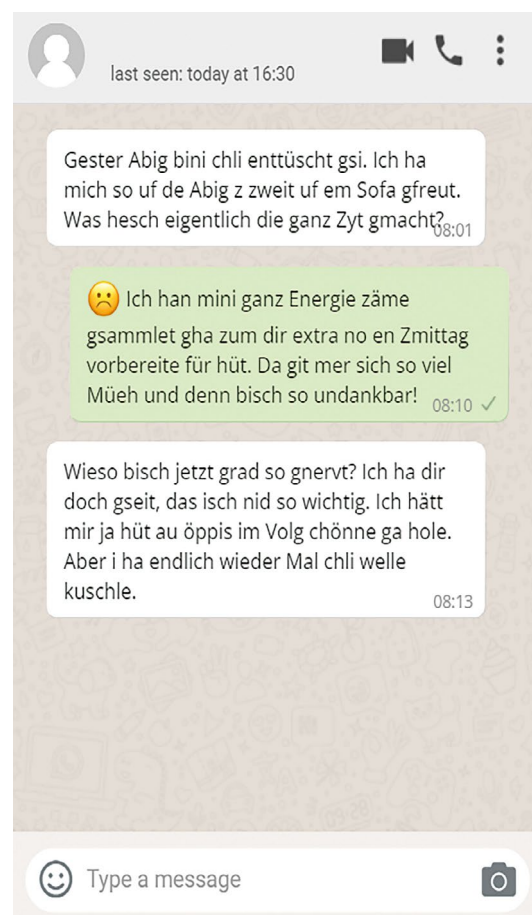 last seen: today at 16:30
Gester Abig bini chli enttüscht gsi. Ich ha
mich so uf de Abig z zweit uf em Sofa gfreut.
Was hesch eigentlich die ganz Zyt gmacht?
08:01
☹️ Ich han mini ganz Energie zäme
gsammlet gha zum dir extra no en Zmittag
vorbereite für hüt. Da git mer sich so viel
Müeh und denn bisch so undankbar!
08:10
Wieso bisch jetzt grad so gnervt? Ich ha dir
doch gseit, das isch nid so wichtig. Ich hätt
mir ja hüt au öppis im Volg chönne ga hole.
Aber i ha endlich wieder Mal chli welle
kuschle.
08:13
Type a message